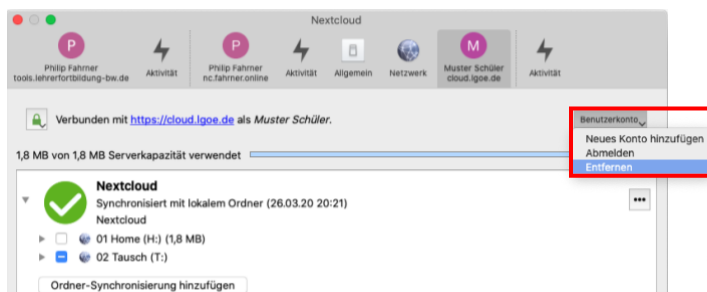 Nextcloud
P
Philip Fahrner
tools.lehrerfortbildung-bw.de
Aktivität
P
Philip Fahrner
nc.fahrner.online
Aktivität
Allgemein
Netzwerk
M
Muster Schüler
cloud.lgoe.de
Aktivität
Verbunden mit https://cloud.lgoe.de als Muster Schüler.
Benutzerkonto
Neues Konto hinzufügen
Abmelden
Entfernen
1,8 MB von 1,8 MB Serverkapazität verwendet
Nextcloud
Synchronisiert mit lokalem Ordner (26.03.20 20:21)
Nextcloud
01 Home (H:) (1,8 MB)
02 Tausch (T:)
Ordner-Synchronisierung hinzufügen